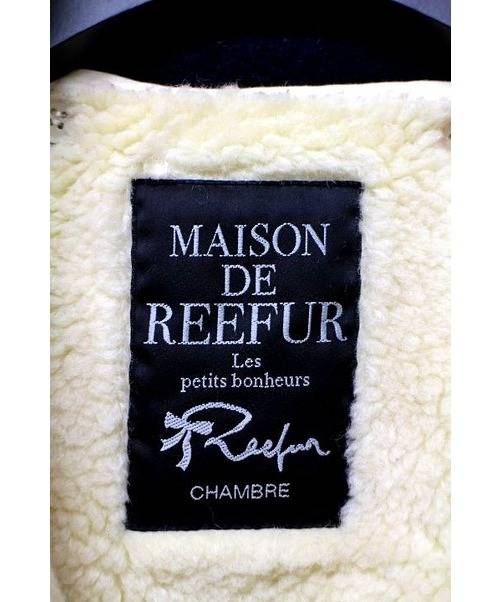 MAISON
DE
REEFUR
Les
petits bonheurs
Reefur
CHAMBRE